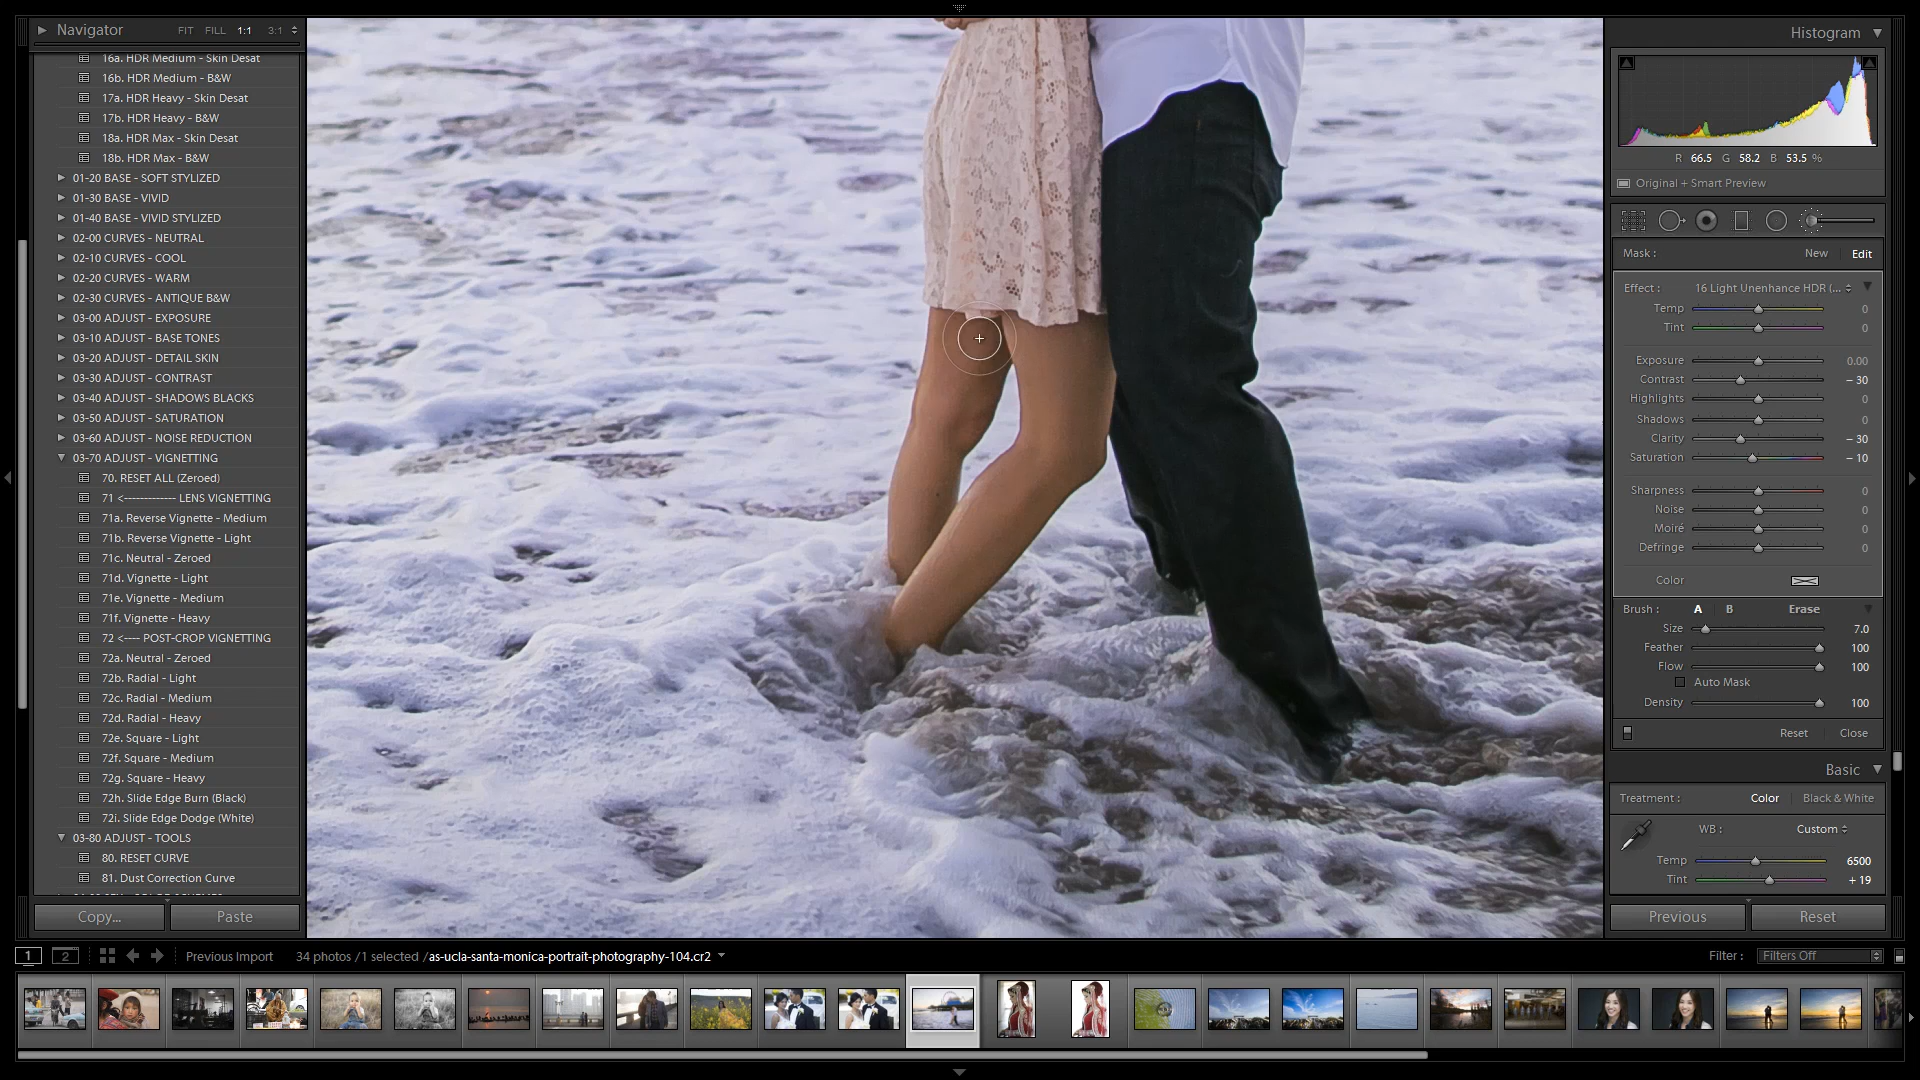 Navigator FIT FILL 1:1 3:1
16a. HDR Medium - Skin Desat
16b. HDR Medium - B&W
17a. HDR Heavy - Skin Desat
17b. HDR Heavy - B&W
18a. HDR Max - Skin Desat
18b. HDR Max - B&W
01-20 BASE - SOFT STYLIZED
01-30 BASE - VIVID
01-40 BASE - VIVID STYLIZED
02-00 CURVES - NEUTRAL
02-10 CURVES - COOL
02-20 CURVES - WARM
02-30 CURVES - ANTIQUE B&W
03-00 ADJUST - EXPOSURE
03-10 ADJUST - BASE TONES
03-20 ADJUST - DETAIL SKIN
03-30 ADJUST - CONTRAST
03-40 ADJUST - SHADOWS BLACKS
03-50 ADJUST - SATURATION
03-60 ADJUST - NOISE REDUCTION
03-70 ADJUST - VIGNETTING
70. RESET ALL (Zeroed)
71 <------------- LENS VIGNETTING
71a. Reverse Vignette - Medium
71b. Reverse Vignette - Light
71c. Neutral - Zeroed
71d. Vignette - Light
71e. Vignette - Medium
71f. Vignette - Heavy
72 <---- POST-CROP VIGNETTING
72a. Neutral - Zeroed
72b. Radial - Light
72c. Radial - Medium
72d. Radial - Heavy
72e. Square - Light
72f. Square - Medium
72g. Square - Heavy
72h. Slide Edge Burn (Black)
72i. Slide Edge Dodge (White)
03-80 ADJUST - TOOLS
80. RESET CURVE
81. Dust Correction Curve
Copy... Paste
Histogram
R 66.5 G 58.2 B 53.5 %
Original + Smart Preview
Mask : New Edit
Effect : 16 Light Unenhance HDR (...
Temp 0
Tint 0
Exposure 0.00
Contrast – 30
Highlights 0
Shadows 0
Clarity – 30
Saturation – 10
Sharpness 0
Noise 0
Moiré 0
Defringe 0
Color
Brush : A B Erase
Size 7.0
Feather 100
Flow 100
Auto Mask
Density 100
Reset Close
Basic
Treatment : Color Black & White
WB : Custom
Temp 6500
Tint + 19
Previous Reset
1 2 Previous Import 34 photos /1 selected /as-ucla-santa-monica-portrait-photography-104.cr2 Filter : Filters Off